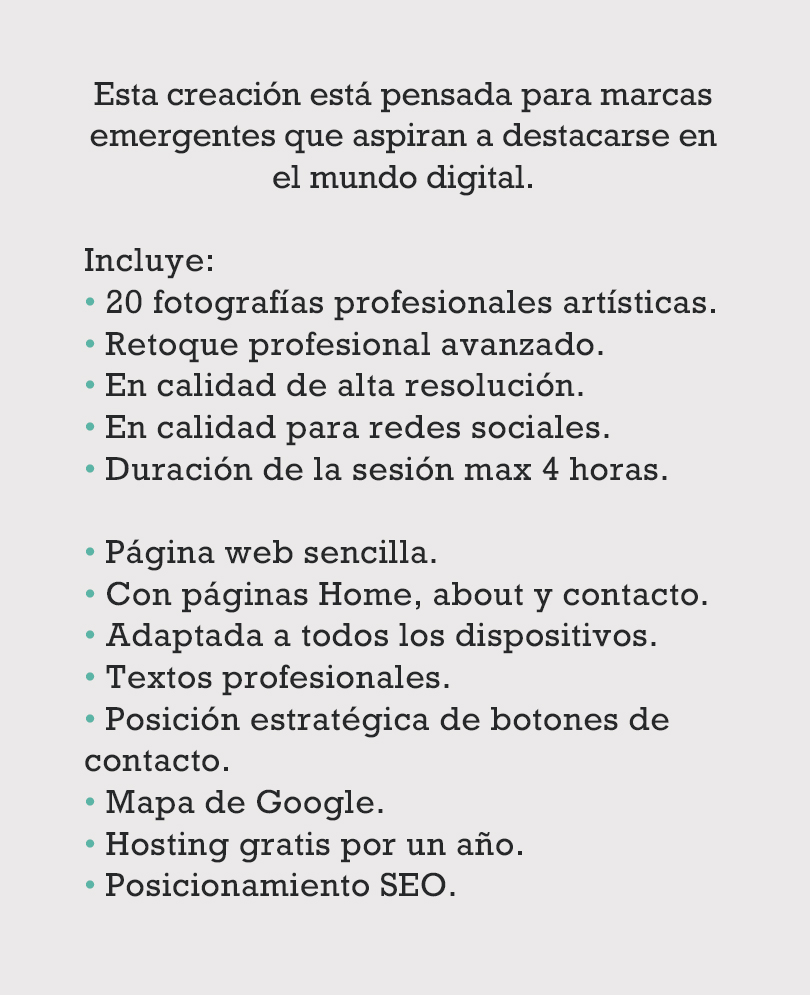 Esta creación está pensada para marcas
emergentes que aspiran a destacarse en
el mundo digital.
Incluye:
• 20 fotografías profesionales artísticas.
• Retoque profesional avanzado.
• En calidad de alta resolución.
• En calidad para redes sociales.
• Duración de la sesión max 4 horas.
• Página web sencilla.
• Con páginas Home, about y contacto.
• Adaptada a todos los dispositivos.
• Textos profesionales.
• Posición estratégica de botones de
contacto.
• Mapa de Google.
• Hosting gratis por un año.
• Posicionamiento SEO.